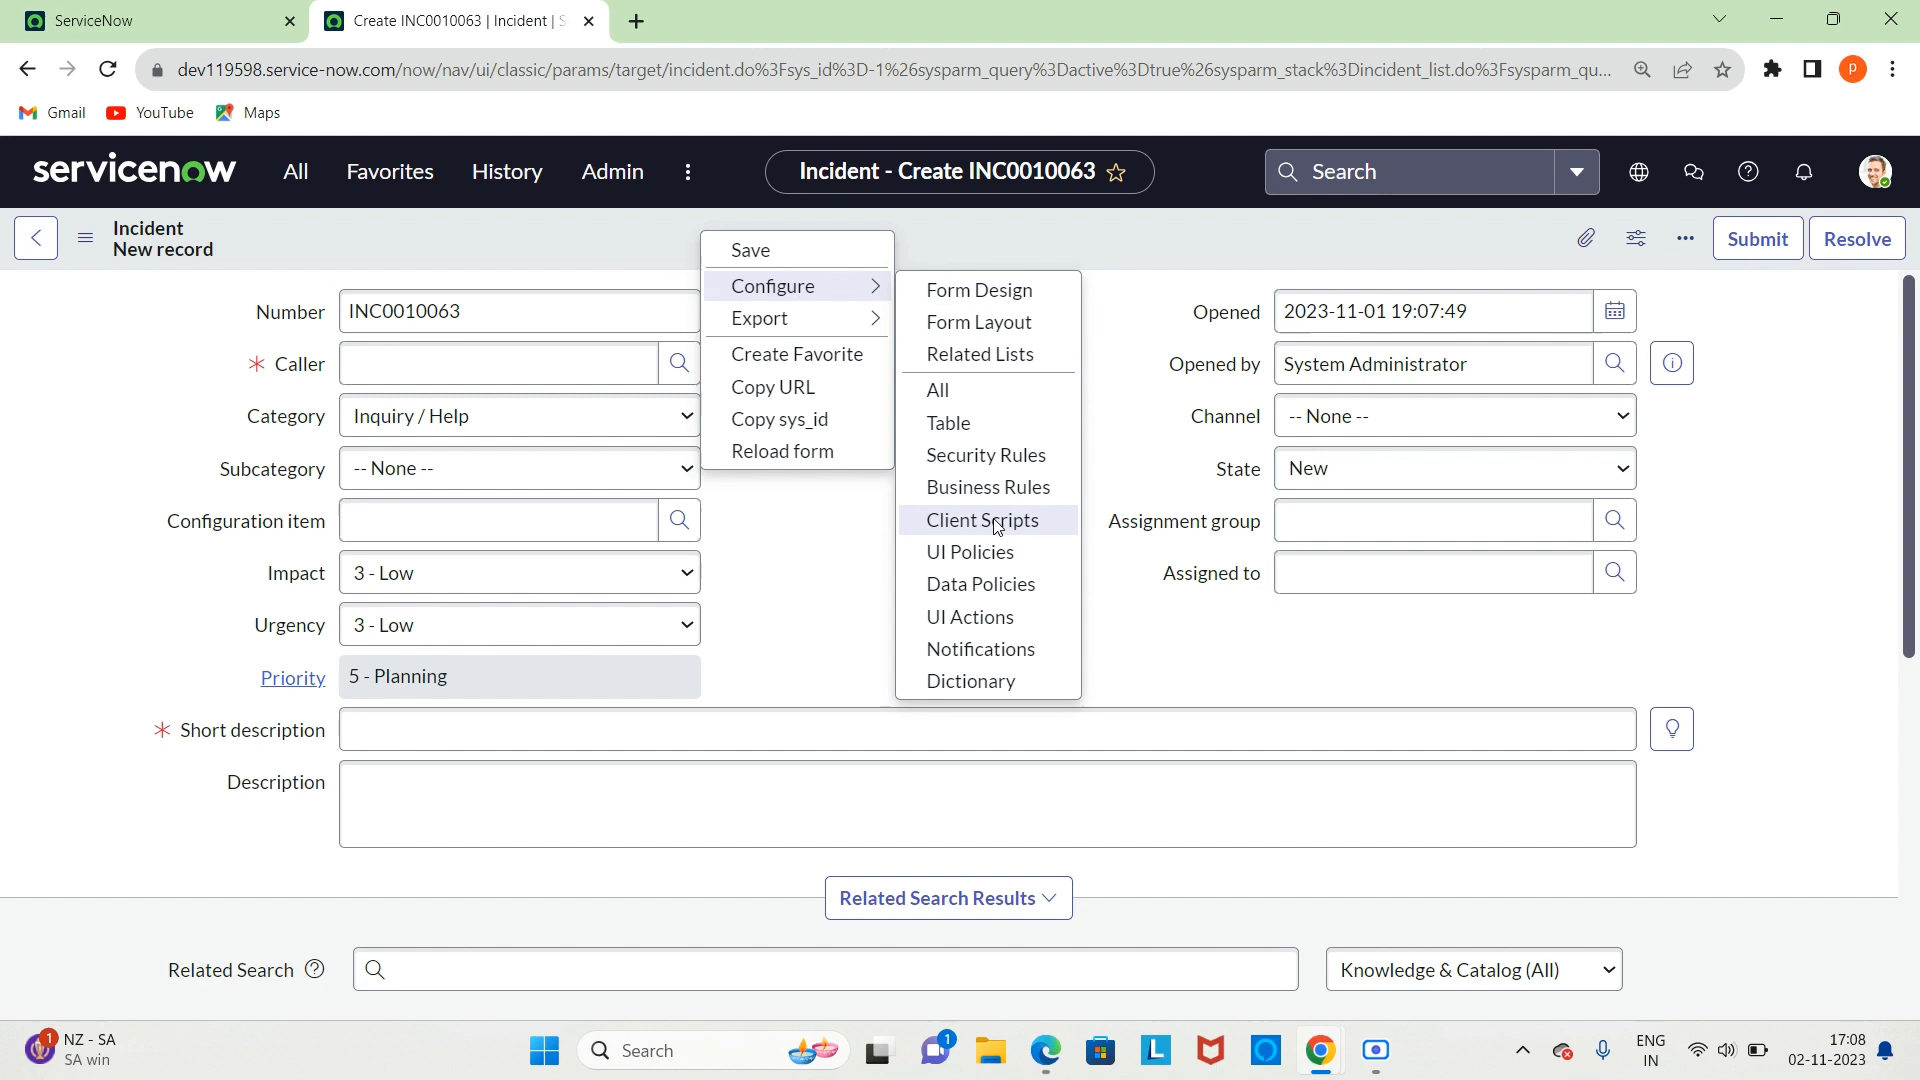 ServiceNow
Create INC0010063 | Incident | S
dev119598.service-now.com/now/nav/ui/classic/params/target/incident.do%3Fsys_id%3D-1%26sysparm_query%3Dactive%3Dtrue%26sysparm_stack%3Dincident_list.do%3Fsysparm_qu...
P
Gmail
YouTube
Maps
servicenow
All
Favorites
History
Admin
Incident - Create INC0010063
Search
Incident
New record
Submit
Resolve
Save
Configure
Export
Create Favorite
Copy URL
Copy sys_id
Reload form
Form Design
Form Layout
Related Lists
All
Table
Security Rules
Business Rules
Client Scripts
UI Policies
Data Policies
UI Actions
Notifications
Dictionary
Number INC0010063
* Caller
Category Inquiry / Help
Subcategory -- None --
Configuration item
Impact 3 - Low
Urgency 3 - Low
Priority 5 - Planning
* Short description
Description
Opened 2023-11-01 19:07:49
Opened by System Administrator
Channel -- None --
State New
Assignment group
Assigned to
Related Search Results
Related Search
Knowledge & Catalog (All)
1
NZ - SA
SA win
Search
1
L
ENG
IN
17:08
02-11-2023